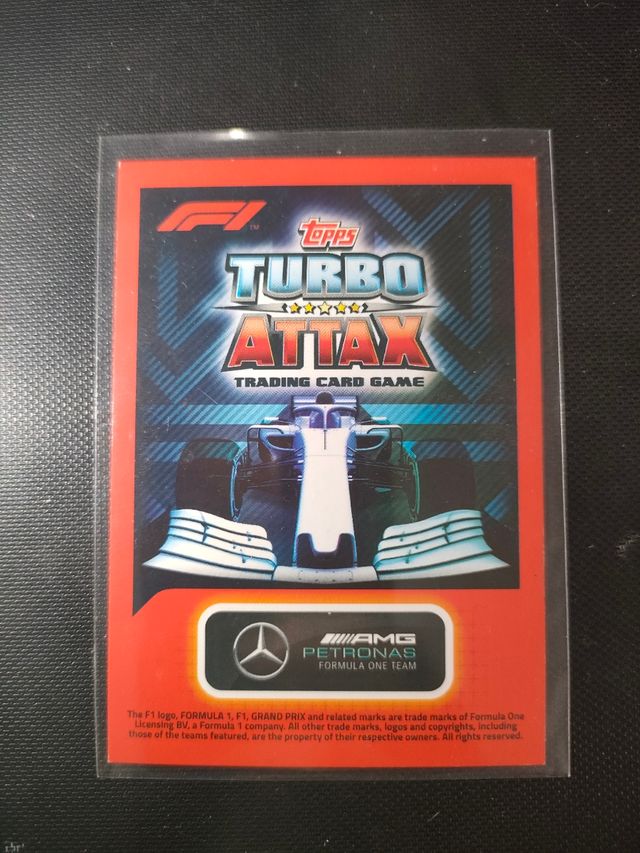 F1 TM
topps
TURBO
ATTAX
TRADING CARD GAME
AMG
PETRONAS
FORMULA ONE TEAM
The F1 logo, FORMULA 1, F1, GRAND PRIX and related marks are trade marks of Formula One
Licensing BV, a Formula 1 company. All other trade marks, logos and copyrights, including
those of the teams featured, are the property of their respective owners. All rights reserved.